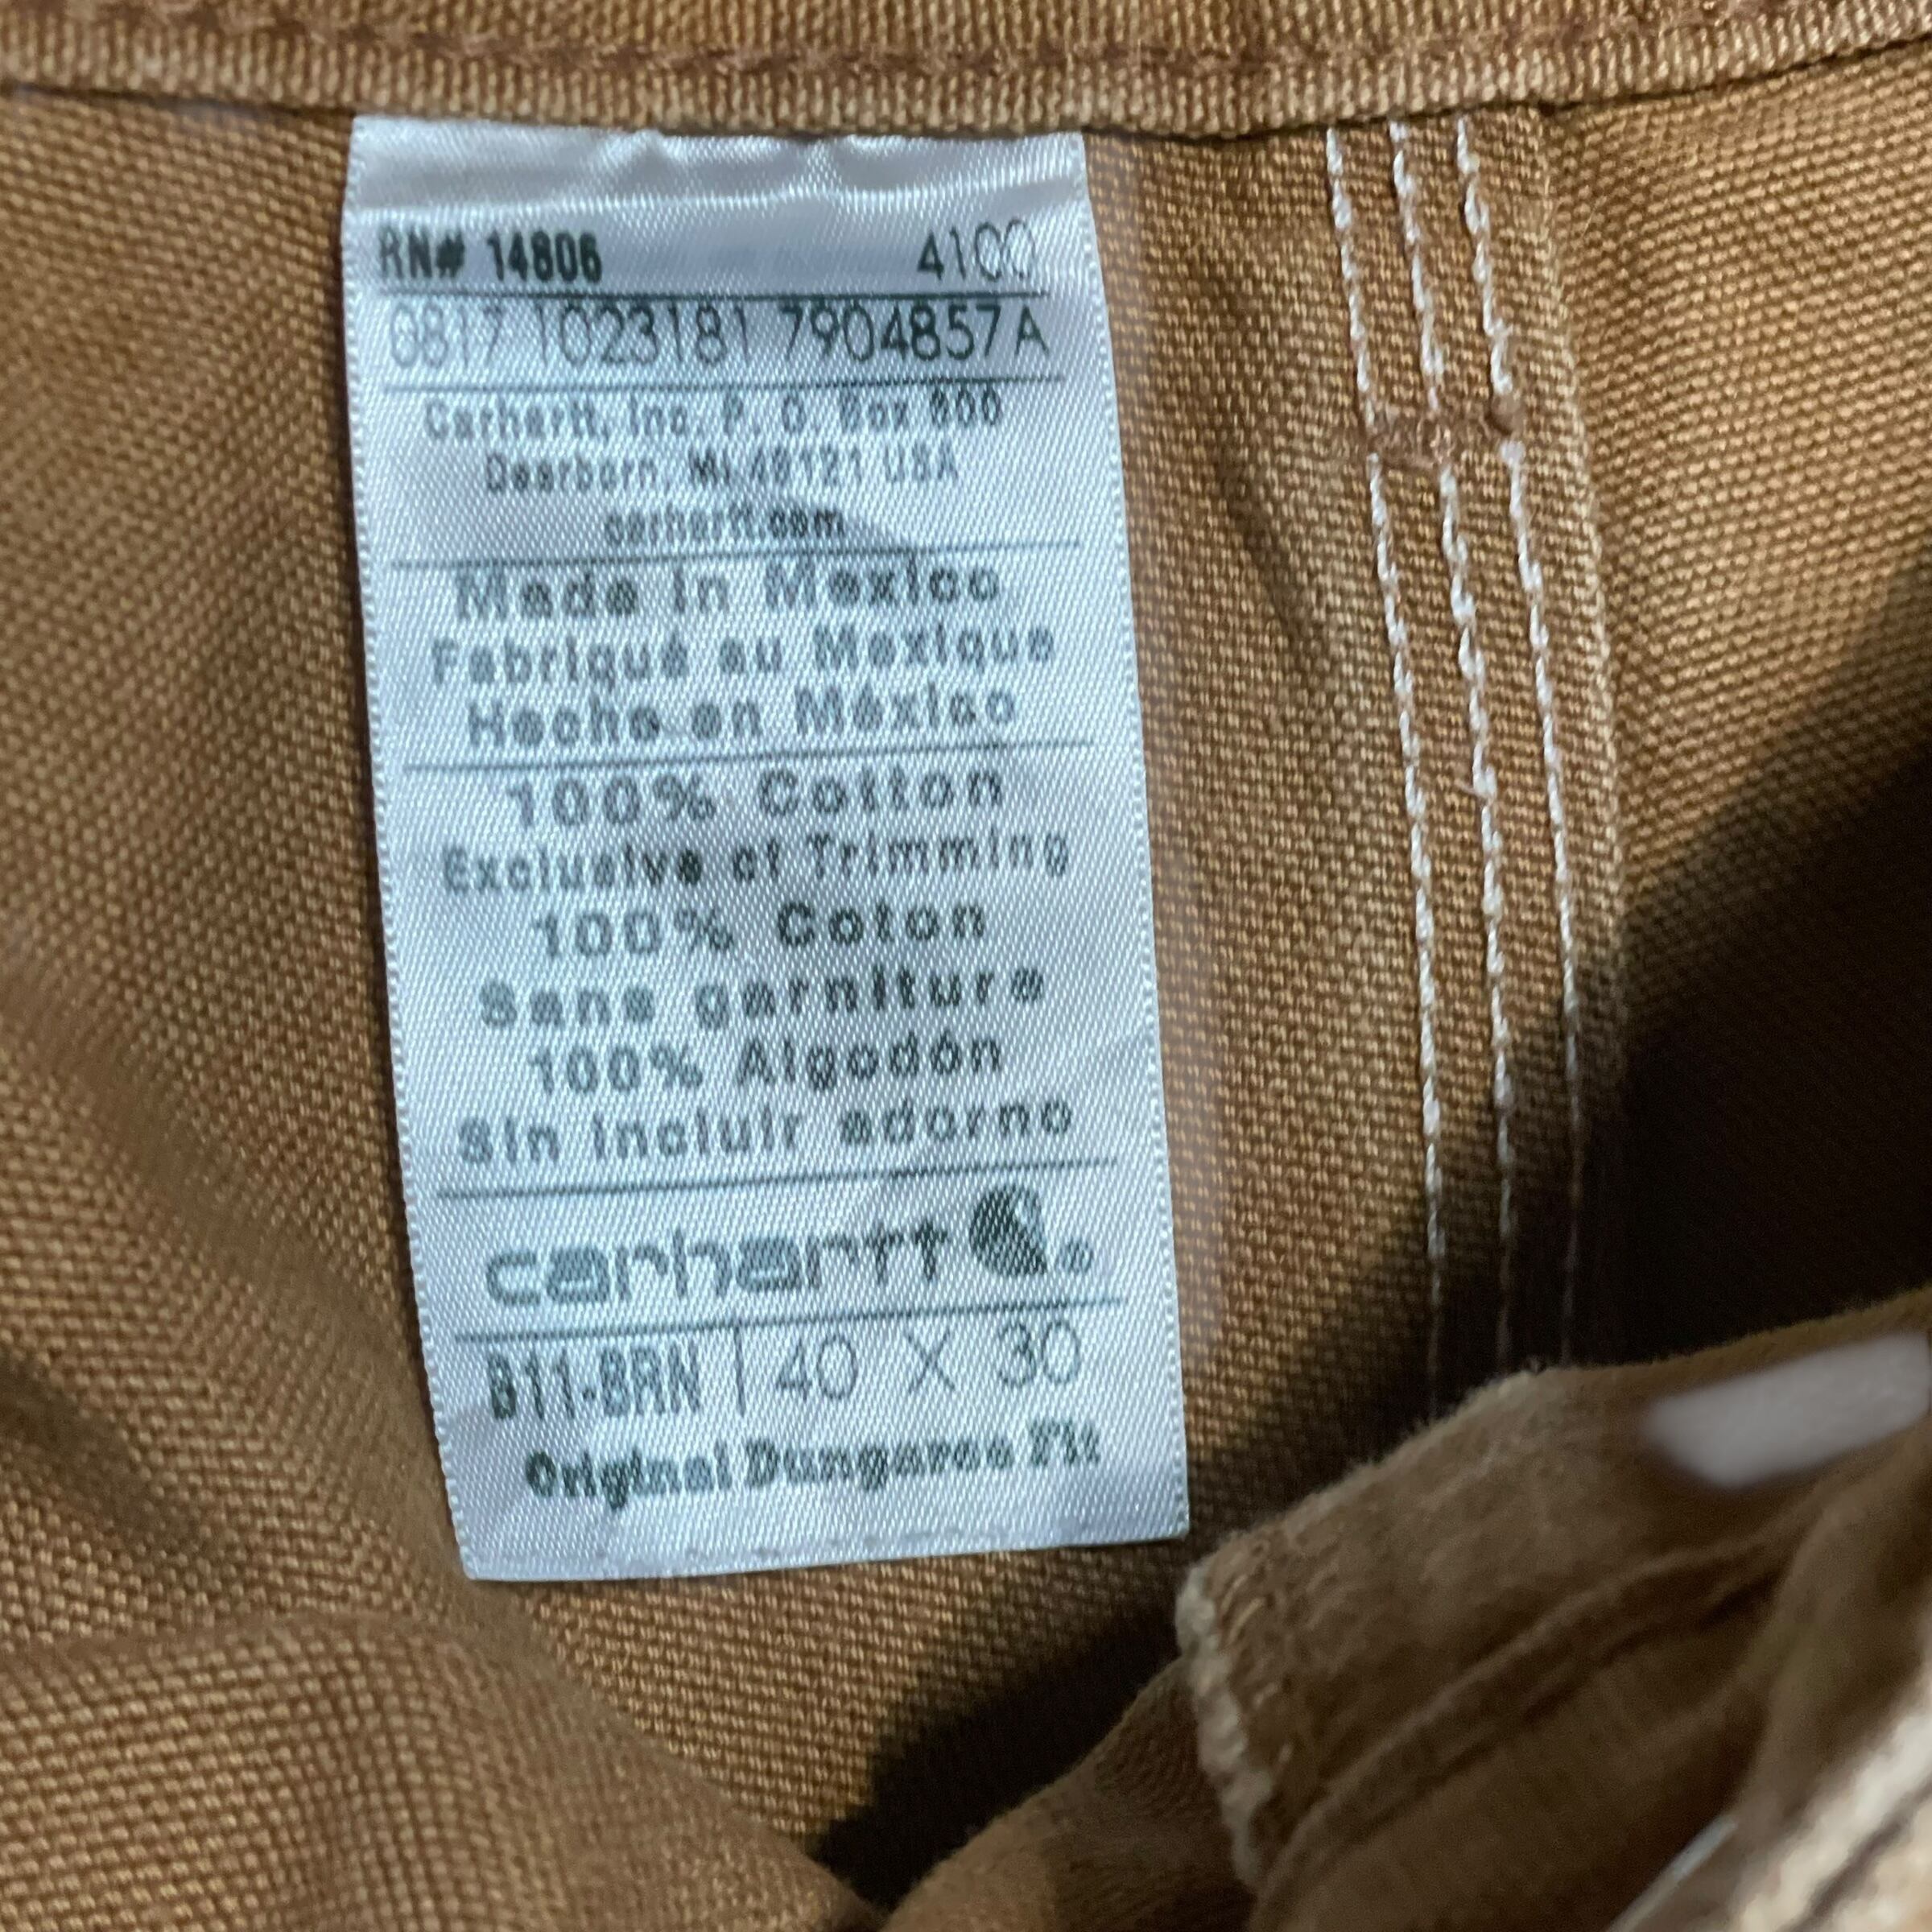 RN# 14806 4100
0817 1023181 7904857A
Carhartt, Inc. P. O. Box 600
Dearborn, MI 48121 USA
carhartt.com
Made in Mexico
Fabriqué au Mexique
Hecho en México
100% Cotton
Exclusive of Trimming
100% Coton
Sans garniture
100% Algodón
Sin incluir adorno
carhartt ®
B11-BRN | 40 X 30
Original Dungaree Fit